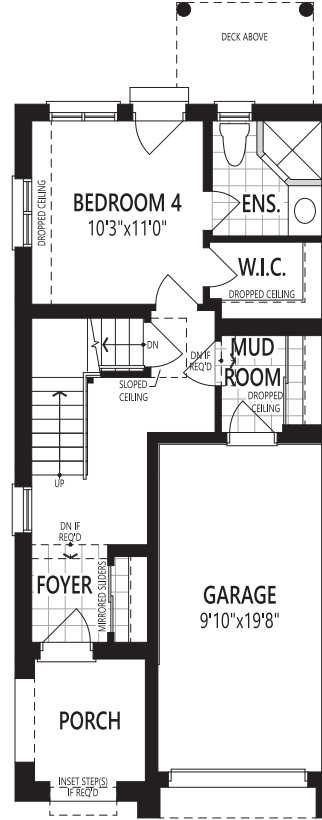 DECK ABOVE
DROPPED CEILING
BEDROOM 4
10'3"x11'0"
ENS.
W.I.C.
DROPPED CEILING
DN
DN IF
REQ'D
MUD
ROOM
SLOPED
CEILING
DROPPED
CEILING
UP
DN IF
REQ'D
FOYER
MIRRORED SLIDERS
GARAGE
9'10"x19'8"
PORCH
INSET STEP(S)
IF REQ'D